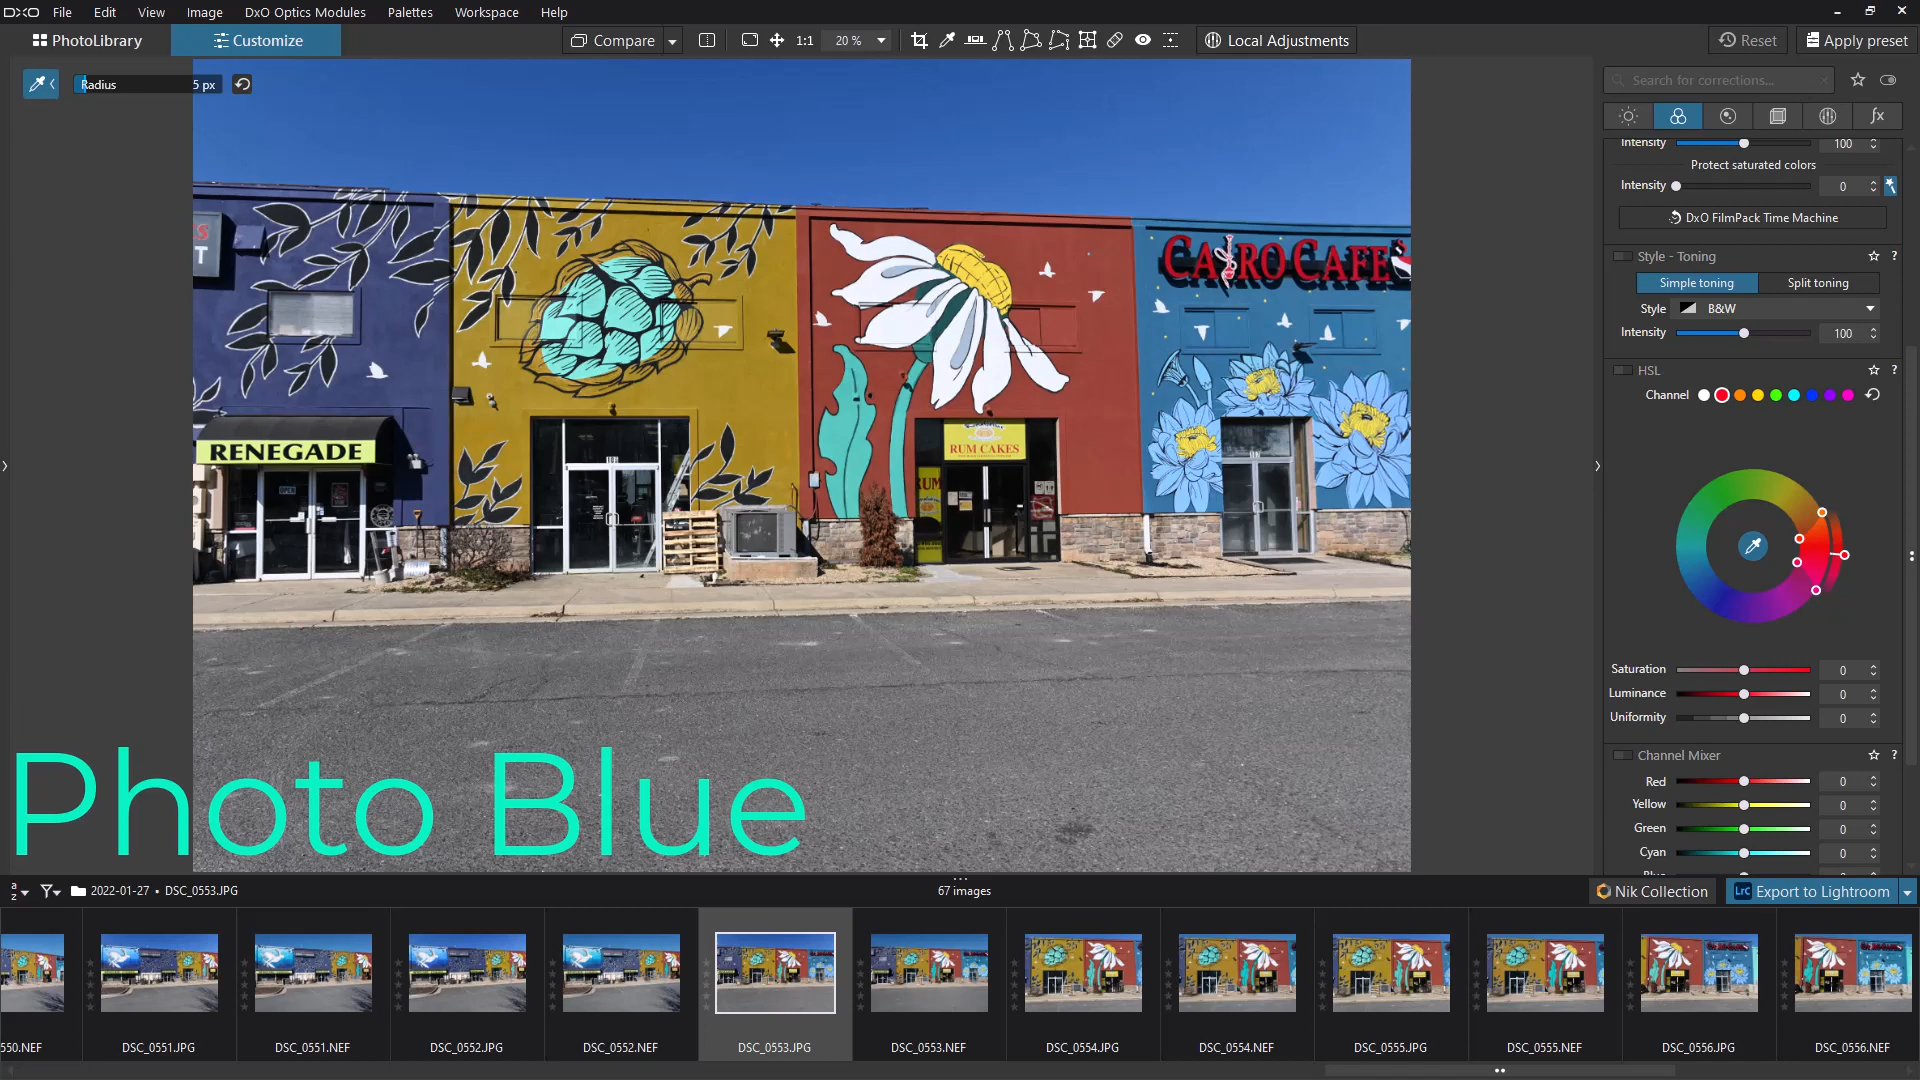 DXO File Edit View Image DxO Optics Modules Palettes Workspace Help
PhotoLibrary Customize Compare 1:1 20 % Local Adjustments Reset Apply preset
Radius 5 px
Search for corrections...
fx
Intensity 100
Protect saturated colors
Intensity 0
DxO FilmPack Time Machine
Style - Toning ?
Simple toning Split toning
Style B&W
Intensity 100
HSL ?
Channel
Saturation 0
Luminance 0
Uniformity 0
Channel Mixer ?
Red 0
Yellow 0
Green 0
Cyan 0
CAIRO CAFE
RENEGADE
OPEN
RUM CAKES
RUM
Photo Blue
a
z
2022-01-27 • DSC_0553.JPG
67 images
Nik Collection
LrC Export to Lightroom
550.NEF DSC_0551.JPG DSC_0551.NEF DSC_0552.JPG DSC_0552.NEF DSC_0553.JPG DSC_0553.NEF DSC_0554.JPG DSC_0554.NEF DSC_0555.JPG DSC_0555.NEF DSC_0556.JPG DSC_0556.NEF